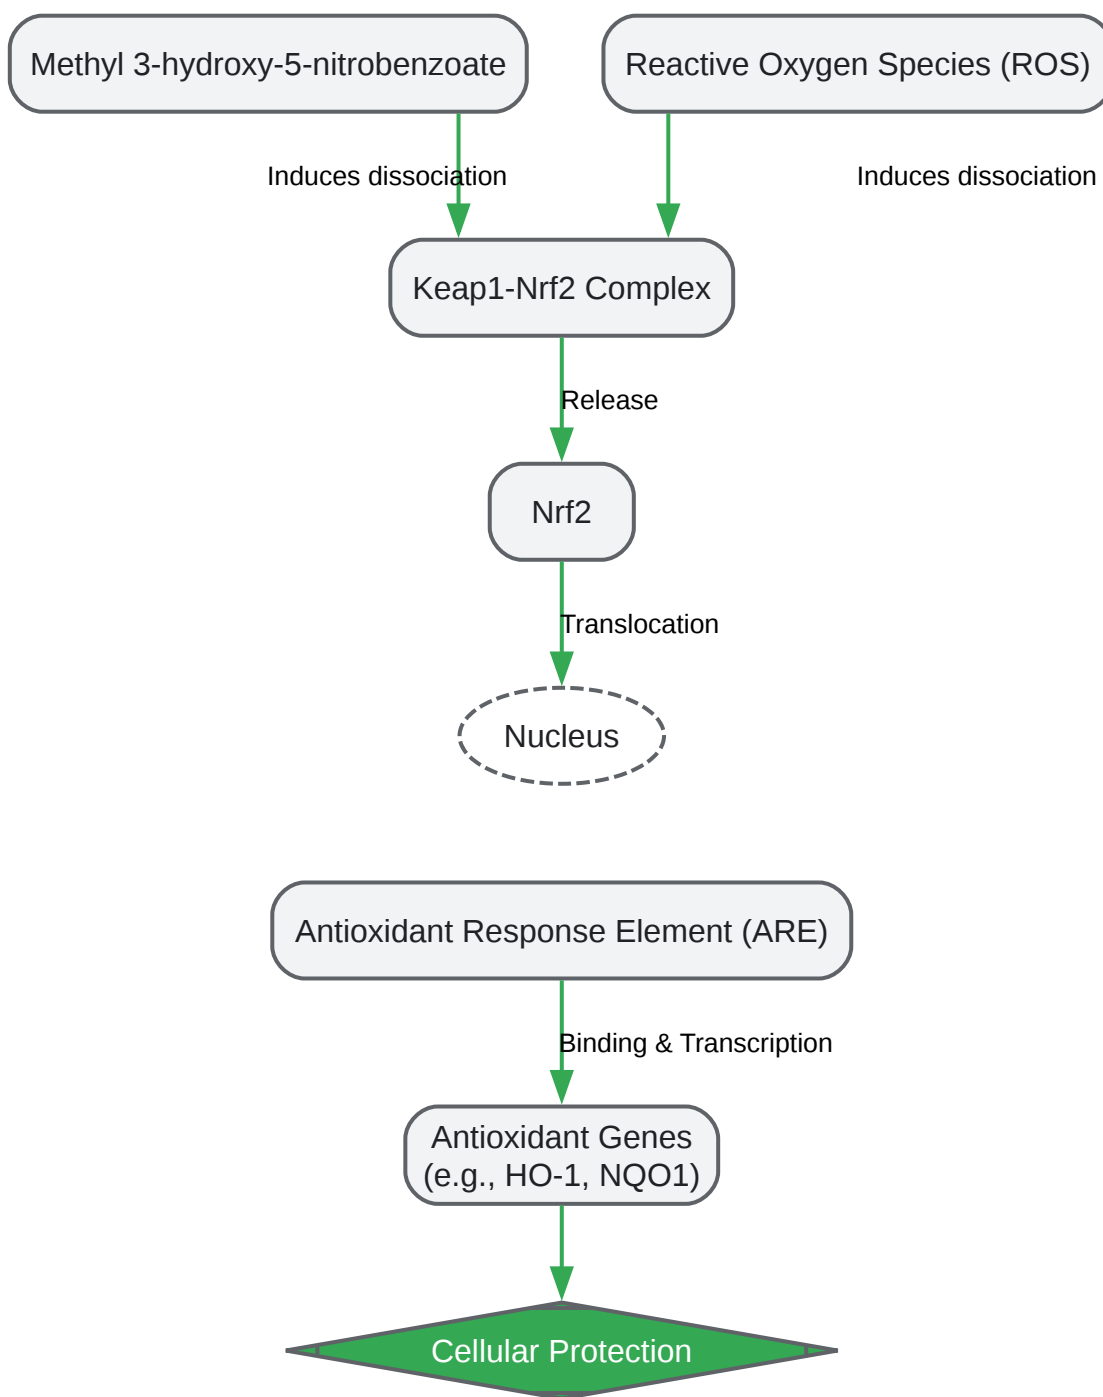 Methyl 3-hydroxy-5-nitrobenzoate
Reactive Oxygen Species (ROS)
Induces dissociation
Induces dissociation
Keap1-Nrf2 Complex
Release
Nrf2
Translocation
Nucleus
Antioxidant Response Element (ARE)
Binding & Transcription
Antioxidant Genes
(e.g., HO-1, NQO1)
Cellular Protection